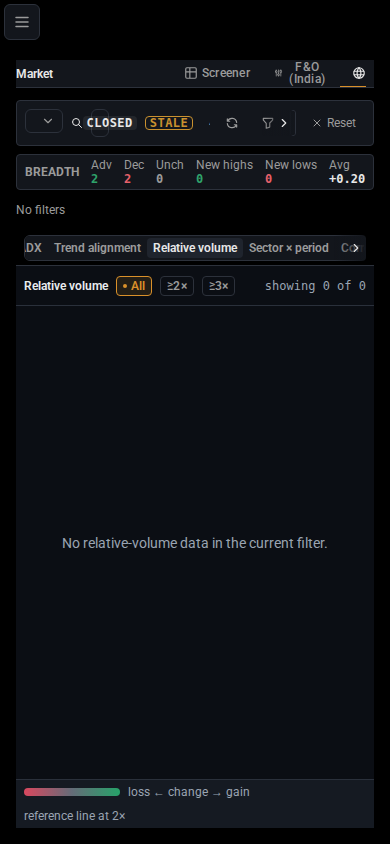 Market Screener F&O (India)
CLOSED STALE Reset
BREADTH Adv 2 Dec 2 Unch 0 New highs 0 New lows 0 Avg +0.20
No filters
DX Trend alignment Relative volume Sector × period
Relative volume • All ≥2× ≥3× showing 0 of 0
No relative-volume data in the current filter.
loss ← change → gain
reference line at 2×